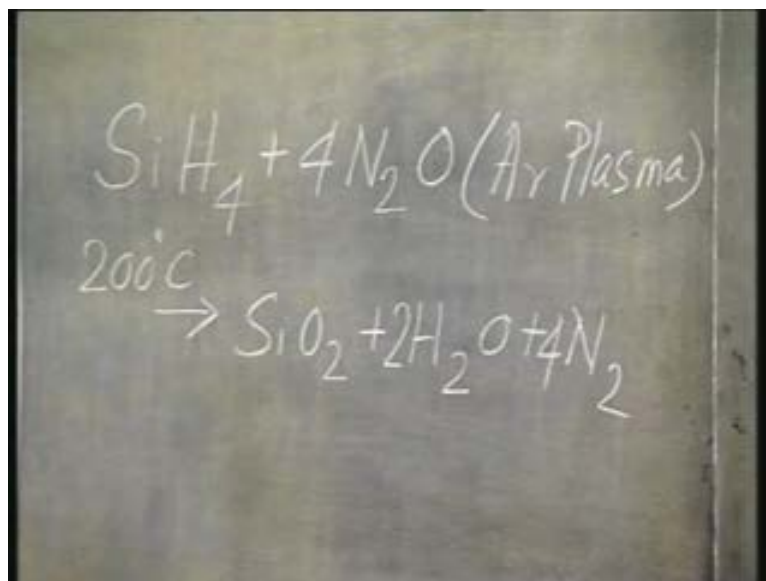 SiH₄ + 4N₂O (Ar Plasma)
200°C
→ SiO₂ + 2H₂O + 4N₂